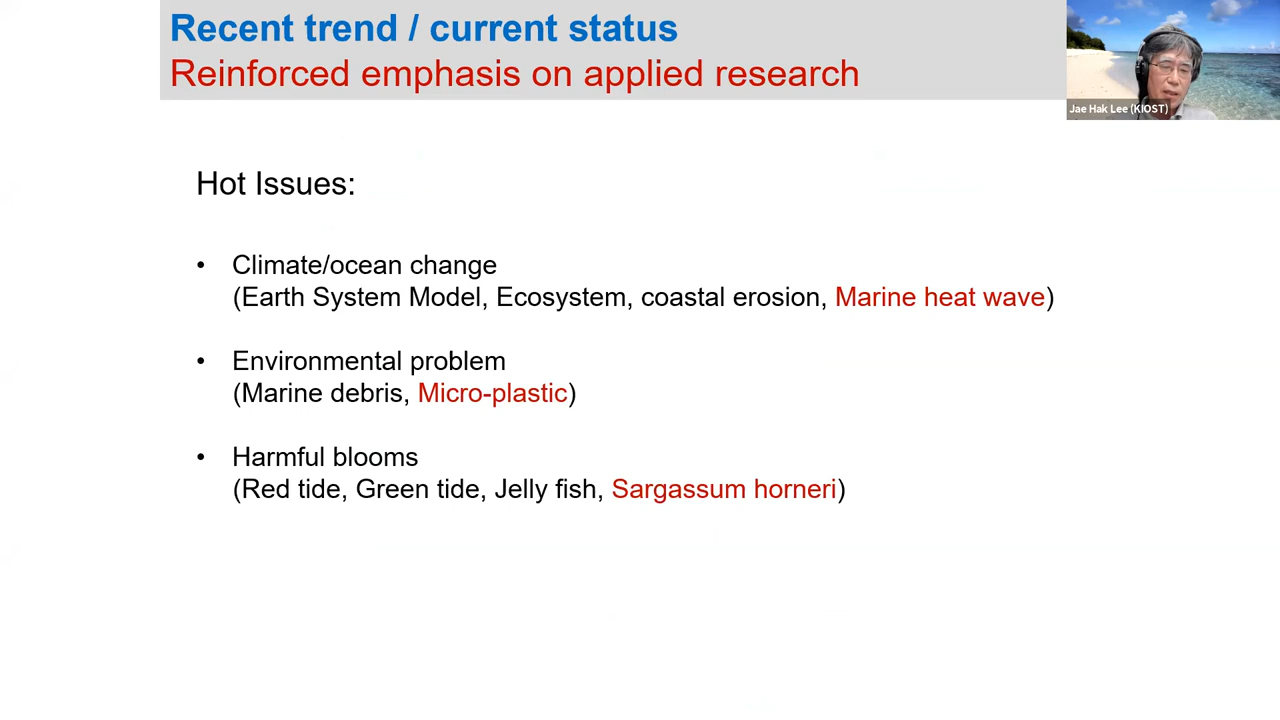 Recent trend / current status
Reinforced emphasis on applied research
Jae Hak Lee (KIOST)
Hot Issues:
• Climate/ocean change
(Earth System Model, Ecosystem, coastal erosion, Marine heat wave)
• Environmental problem
(Marine debris, Micro-plastic)
• Harmful blooms
(Red tide, Green tide, Jelly fish, Sargassum horneri)